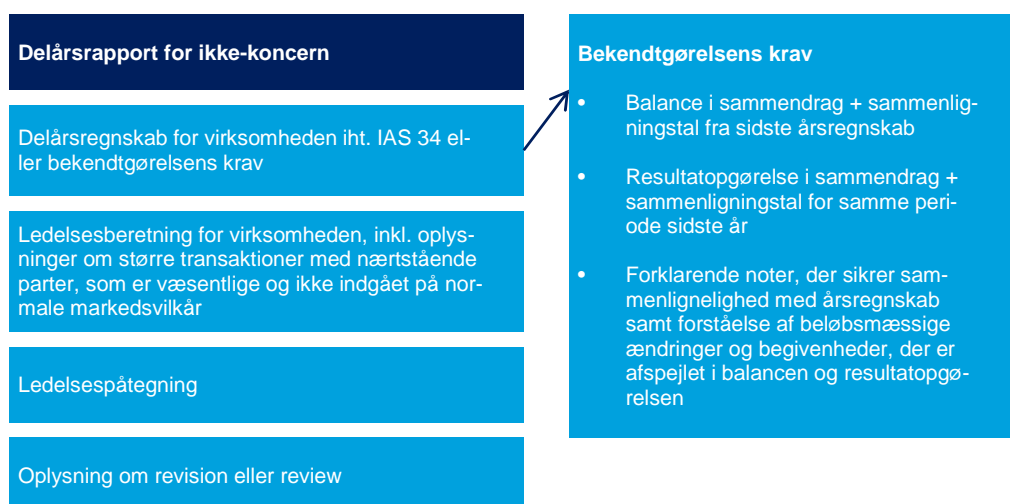 Delårsrapport for ikke-koncern
Delårsregnskab for virksomheden iht. IAS 34 el-
ler bekendtgørelsens krav
Ledelsesberetning for virksomheden, inkl. oplys-
ninger om større transaktioner med nærtstående
parter, som er væsentlige og ikke indgået på nor-
male markedsvilkår
Ledelsespåtegning
Oplysning om revision eller review
Bekendtgørelsens krav
• Balance i sammendrag + sammenlig-
ningstal fra sidste årsregnskab
• Resultatopgørelse i sammendrag +
sammenligningstal for samme peri-
ode sidste år
• Forklarende noter, der sikrer sam-
menlignelighed med årsregnskab
samt forståelse af beløbsmæssige
ændringer og begivenheder, der er
afspejlet i balancen og resultatopgø-
relsen